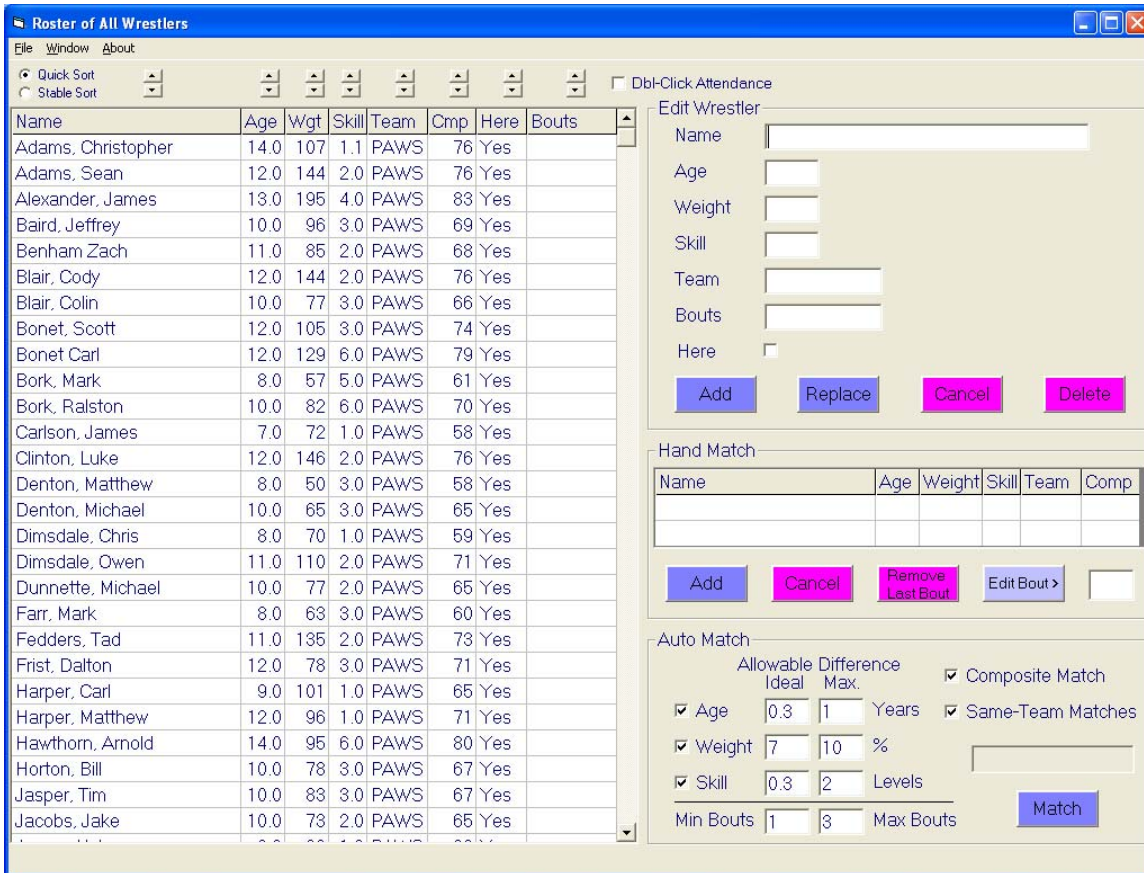 Roster of All Wrestlers
File Window About
Quick Sort
Stable Sort
Dbl-Click Attendance
Name Age Wgt Skill Team Cmp Here Bouts
Adams, Christopher 14.0 107 1.1 PAWS 76 Yes
Adams, Sean 12.0 144 2.0 PAWS 76 Yes
Alexander, James 13.0 195 4.0 PAWS 83 Yes
Baird, Jeffrey 10.0 96 3.0 PAWS 69 Yes
Benham Zach 11.0 85 2.0 PAWS 68 Yes
Blair, Cody 12.0 144 2.0 PAWS 76 Yes
Blair, Colin 10.0 77 3.0 PAWS 66 Yes
Bonet, Scott 12.0 105 3.0 PAWS 74 Yes
Bonet Carl 12.0 129 6.0 PAWS 79 Yes
Bork, Mark 8.0 57 5.0 PAWS 61 Yes
Bork, Ralston 10.0 82 6.0 PAWS 70 Yes
Carlson, James 7.0 72 1.0 PAWS 58 Yes
Clinton, Luke 12.0 146 2.0 PAWS 76 Yes
Denton, Matthew 8.0 50 3.0 PAWS 58 Yes
Denton, Michael 10.0 65 3.0 PAWS 65 Yes
Dimsdale, Chris 8.0 70 1.0 PAWS 59 Yes
Dimsdale, Owen 11.0 110 2.0 PAWS 71 Yes
Dunnette, Michael 10.0 77 2.0 PAWS 65 Yes
Farr, Mark 8.0 63 3.0 PAWS 60 Yes
Fedders, Tad 11.0 135 2.0 PAWS 73 Yes
Frist, Dalton 12.0 78 3.0 PAWS 71 Yes
Harper, Carl 9.0 101 1.0 PAWS 65 Yes
Harper, Matthew 12.0 96 1.0 PAWS 71 Yes
Hawthorn, Arnold 14.0 95 6.0 PAWS 80 Yes
Horton, Bill 10.0 78 3.0 PAWS 67 Yes
Jasper, Tim 10.0 83 3.0 PAWS 67 Yes
Jacobs, Jake 10.0 73 2.0 PAWS 65 Yes
Edit Wrestler
Name
Age
Weight
Skill
Team
Bouts
Here
Add Replace Cancel Delete
Hand Match
Name Age Weight Skill Team Comp
Add Cancel Remove Last Bout Edit Bout >
Auto Match
Allowable Difference
Ideal Max.
Composite Match
Age 0.3 1 Years Same-Team Matches
Weight 7 10 %
Skill 0.3 2 Levels
Min Bouts 1 3 Max Bouts Match